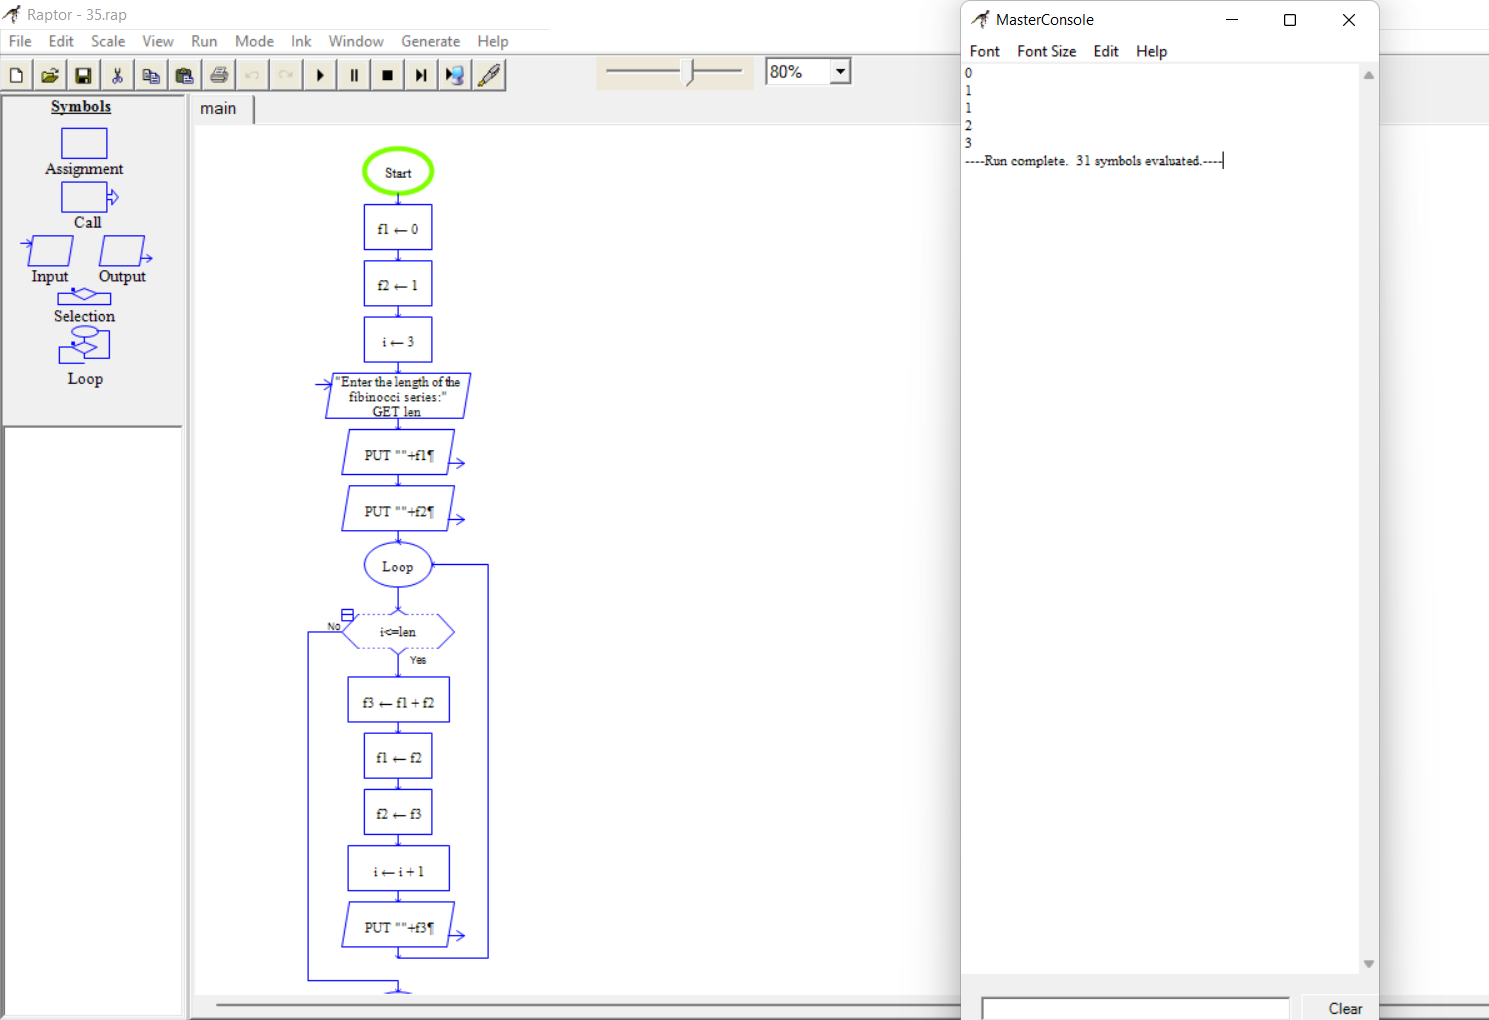 Raptor - 35.rap
File Edit Scale View Run Mode Ink Window Generate Help
80%
Symbols
Assignment
Call
Input Output
Selection
Loop
main
Start
f1 ← 0
f2 ← 1
i ← 3
"Enter the length of the
fibinocci series:"
GET len
PUT ""+f1¶
PUT ""+f2¶
Loop
No
i<=len
Yes
f3 ← f1 + f2
f1 ← f2
f2 ← f3
i ← i + 1
PUT ""+f3¶
MasterConsole
Font Font Size Edit Help
0
1
1
2
3
----Run complete. 31 symbols evaluated.----
Clear